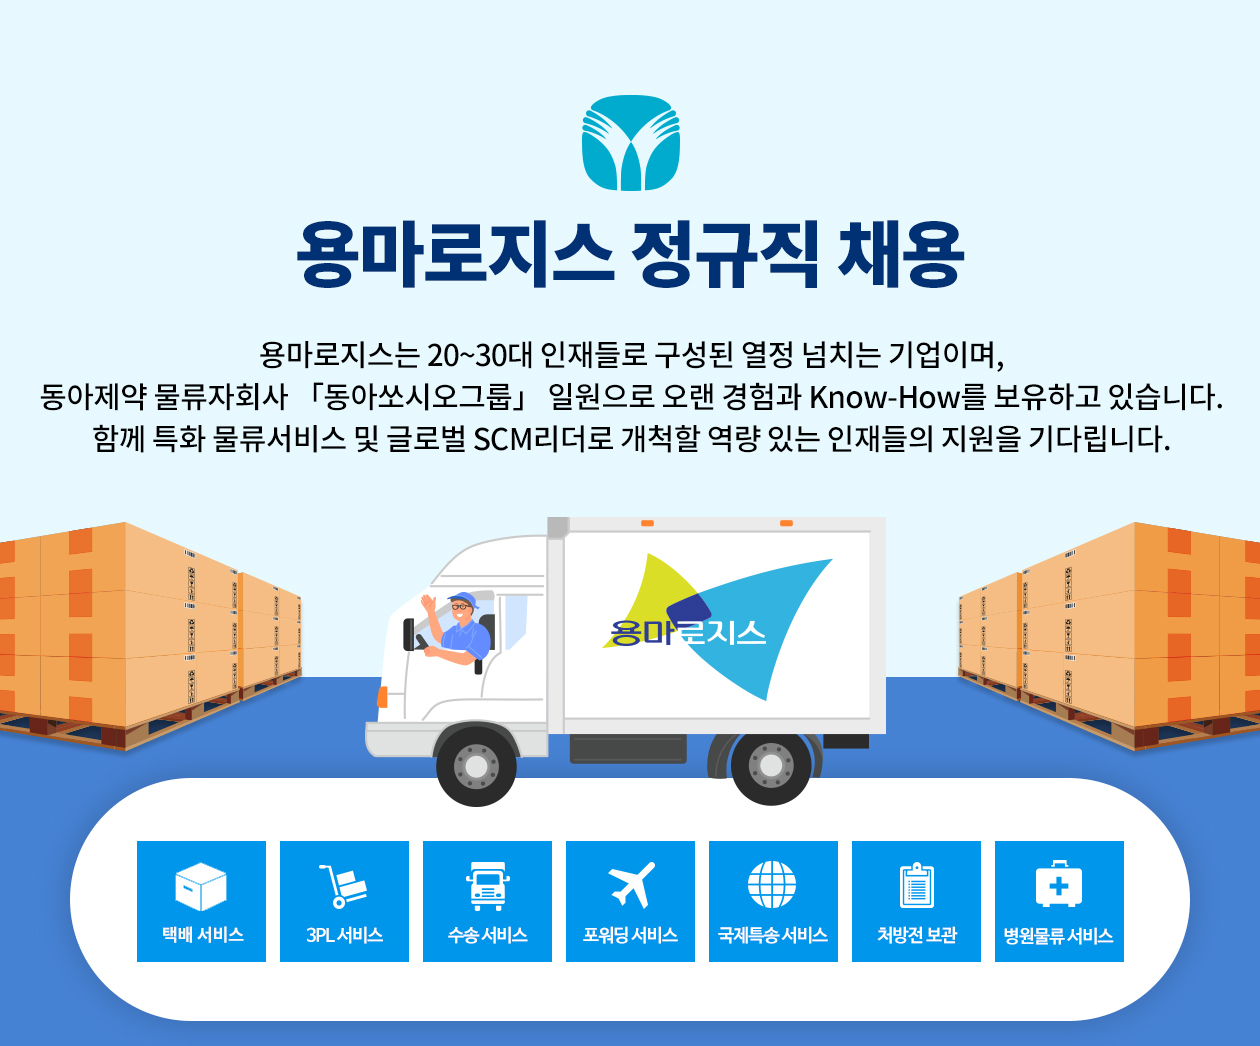 용마로지스 정규직 채용
용마로지스는 20~30대 인재들로 구성된 열정 넘치는 기업이며,
동아제약 물류자회사 「동아쏘시오그룹」 일원으로 오랜 경험과 Know-How를 보유하고 있습니다.
함께 특화 물류서비스 및 글로벌 SCM리더로 개척할 역량 있는 인재들의 지원을 기다립니다.
용마로지스
택배 서비스
3PL 서비스
수송 서비스
포워딩 서비스
국제특송 서비스
처방전 보관
병원물류 서비스